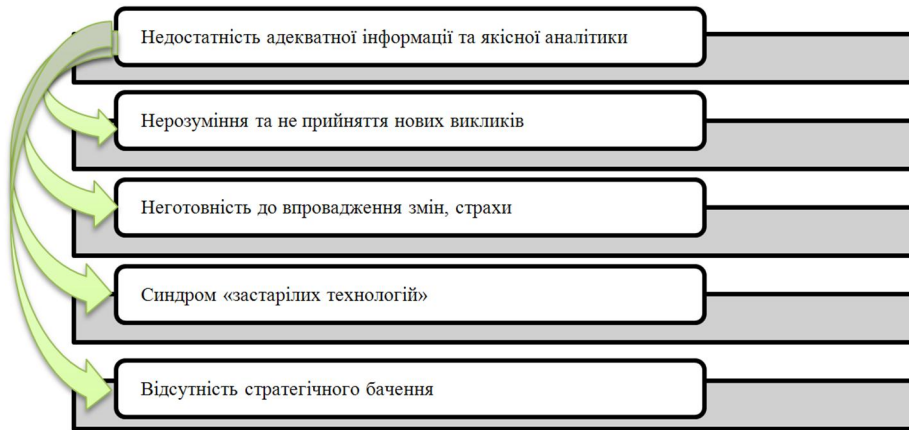 Недостатність адекватної інформації та якісної аналітики
Нерозуміння та не прийняття нових викликів
Неготовність до впровадження змін, страхи
Синдром «застарілих технологій»
Відсутність стратегічного бачення